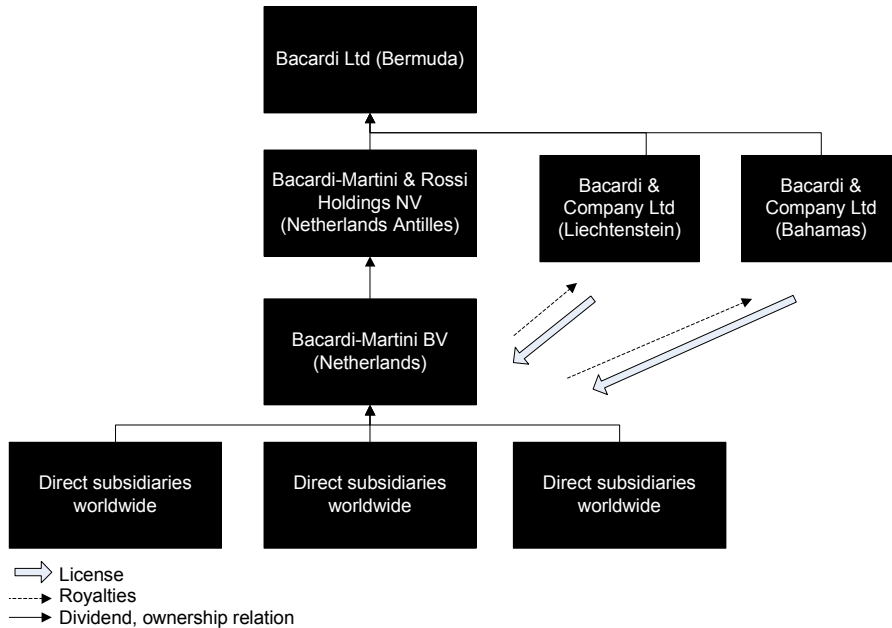 Bacardi Ltd (Bermuda)
Bacardi-Martini & Rossi
Holdings NV
(Netherlands Antilles)
Bacardi &
Company Ltd
(Liechtenstein)
Bacardi &
Company Ltd
(Bahamas)
Bacardi-Martini BV
(Netherlands)
Direct subsidiaries
worldwide
Direct subsidiaries
worldwide
Direct subsidiaries
worldwide
License
Royalties
Dividend, ownership relation